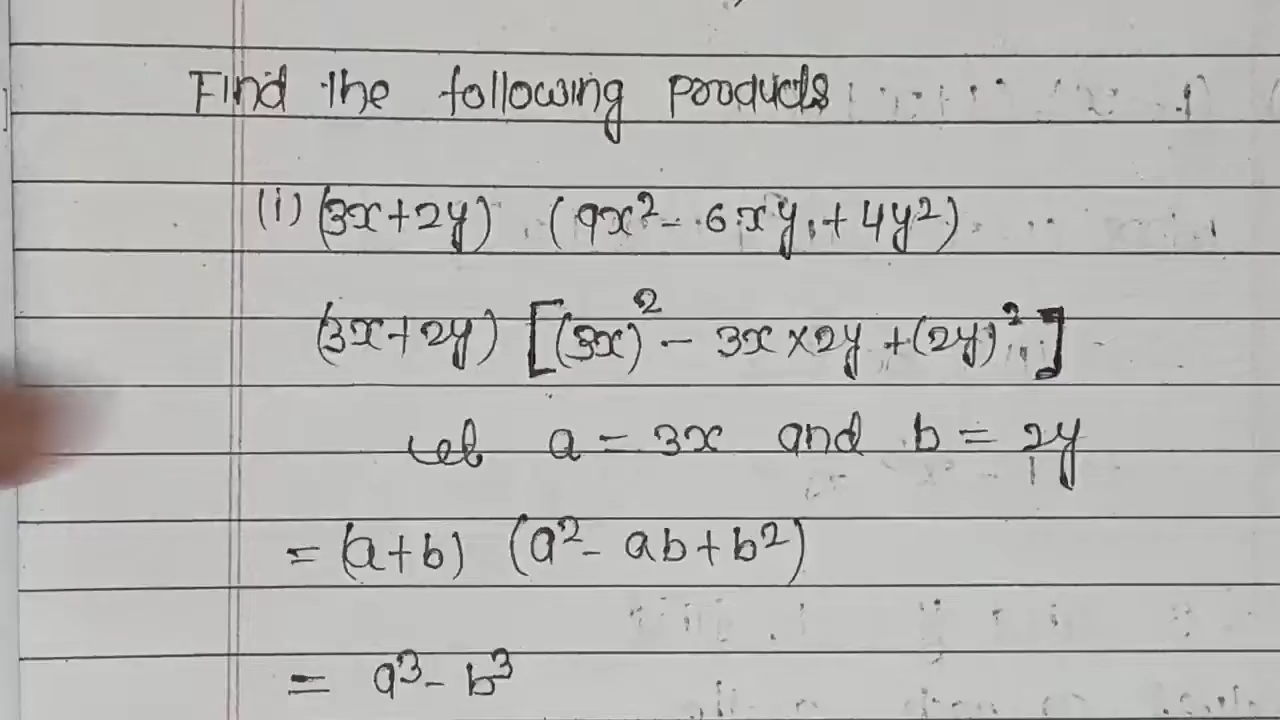 Find the following products
(i) (3x+2y) (9x² - 6xy + 4y²)
(3x+2y) [(3x)² - 3x×2y +(2y)²]
Let a = 3x and b = 2y
= (a+b) (a² - ab+b²)
= a³ - b³